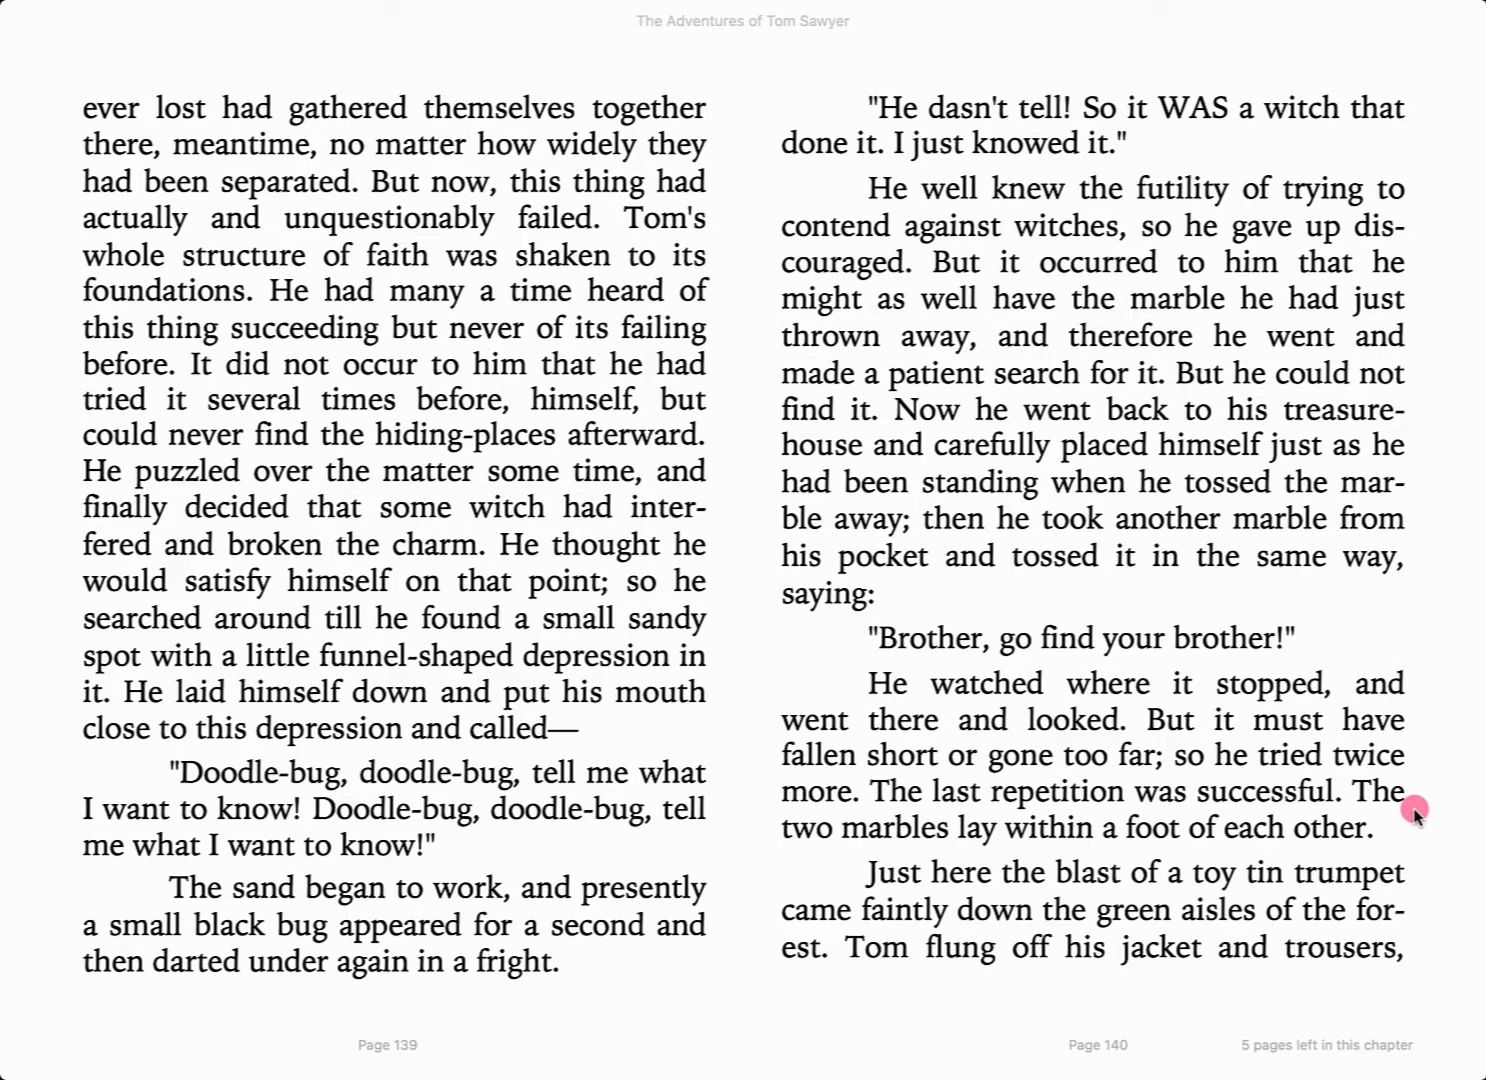 The Adventures of Tom Sawyer
ever lost had gathered themselves together
there, meantime, no matter how widely they
had been separated. But now, this thing had
actually and unquestionably failed. Tom's
whole structure of faith was shaken to its
foundations. He had many a time heard of
this thing succeeding but never of its failing
before. It did not occur to him that he had
tried it several times before, himself, but
could never find the hiding-places afterward.
He puzzled over the matter some time, and
finally decided that some witch had inter-
fered and broken the charm. He thought he
would satisfy himself on that point; so he
searched around till he found a small sandy
spot with a little funnel-shaped depression in
it. He laid himself down and put his mouth
close to this depression and called—
"Doodle-bug, doodle-bug, tell me what
I want to know! Doodle-bug, doodle-bug, tell
me what I want to know!"
The sand began to work, and presently
a small black bug appeared for a second and
then darted under again in a fright.
"He dasn't tell! So it WAS a witch that
done it. I just knowed it."
He well knew the futility of trying to
contend against witches, so he gave up dis-
couraged. But it occurred to him that he
might as well have the marble he had just
thrown away, and therefore he went and
made a patient search for it. But he could not
find it. Now he went back to his treasure-
house and carefully placed himself just as he
had been standing when he tossed the mar-
ble away; then he took another marble from
his pocket and tossed it in the same way,
saying:
"Brother, go find your brother!"
He watched where it stopped, and
went there and looked. But it must have
fallen short or gone too far; so he tried twice
more. The last repetition was successful. The
two marbles lay within a foot of each other.
Just here the blast of a toy tin trumpet
came faintly down the green aisles of the for-
est. Tom flung off his jacket and trousers,
Page 139
Page 140
5 pages left in this chapter